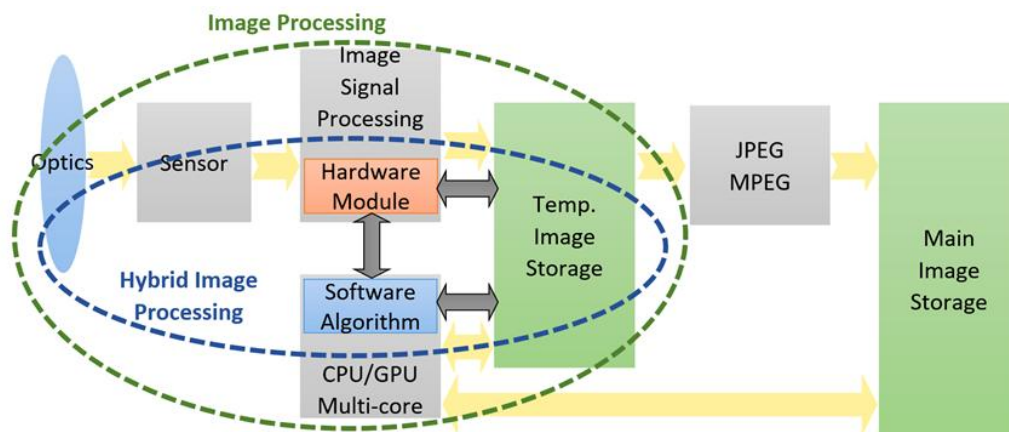 Image Processing
Optics
Sensor
Image
Signal
Processing
Hardware
Module
Hybrid Image
Processing
Software
Algorithm
CPU/GPU
Multi-core
Temp.
Image
Storage
JPEG
MPEG
Main
Image
Storage